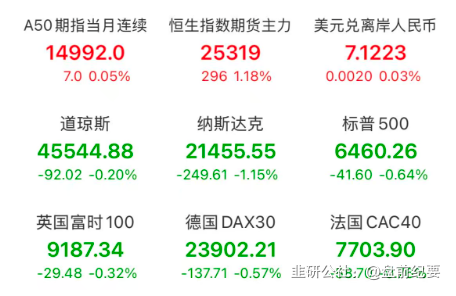 A50期指当月连续 恒生指数期货主力 美元兑离岸人民币
14992.0 25319 7.1223
7.0 0.05% 296 1.18% 0.0020 0.03%
道琼斯 纳斯达克 标普500
45544.88 21455.55 6460.26
-92.02 -0.20% -249.61 -1.15% -41.60 -0.64%
英国富时100 德国DAX30 法国CAC40
9187.34 23902.21 7703.90
-29.48 -0.32% -137.71 -0.57%
韭研公社 @盘前纪要